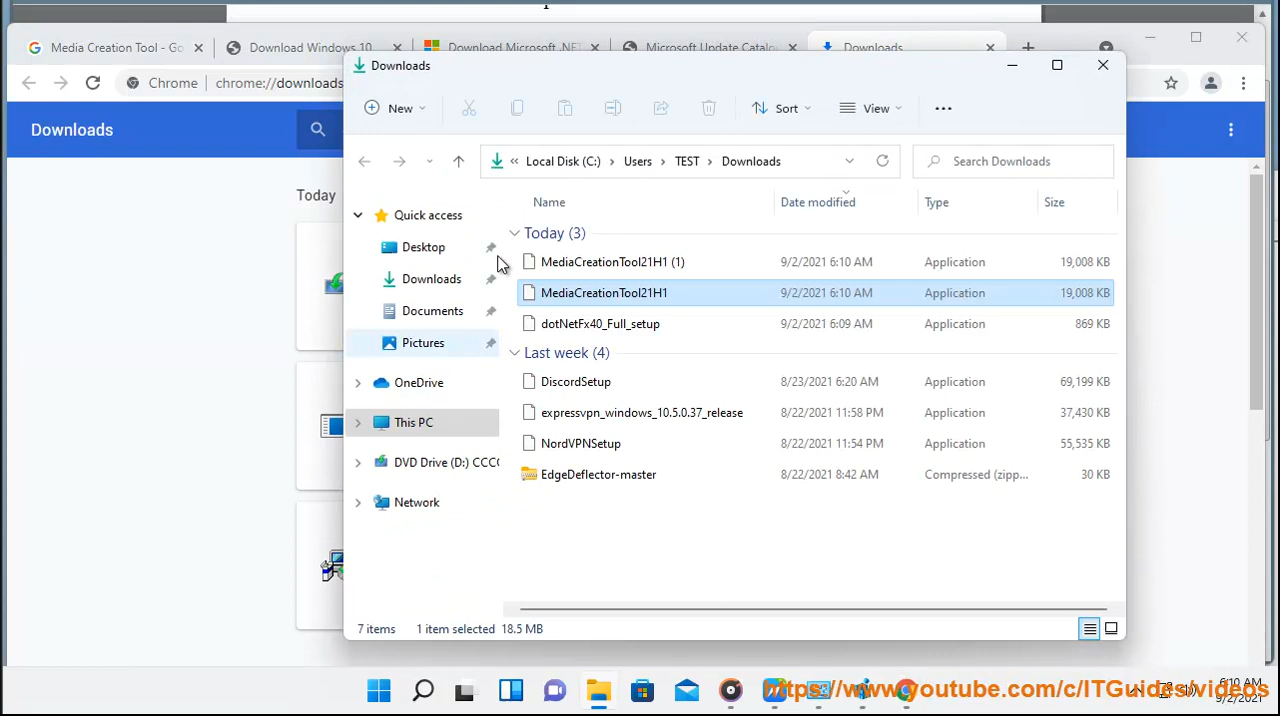 Media Creation Tool - Go
Download Windows 10
Download Microsoft .NET
Microsoft Update Catalo
Downloads
Chrome
chrome://downloads
Downloads
Today
Downloads
New
Sort
View
« Local Disk (C:) > Users > TEST > Downloads
Search Downloads
Name
Date modified
Type
Size
Quick access
Desktop
Downloads
Documents
Pictures
OneDrive
This PC
DVD Drive (D:) CCC
Network
Today (3)
MediaCreationTool21H1 (1) 9/2/2021 6:10 AM Application 19,008 KB
MediaCreationTool21H1 9/2/2021 6:10 AM Application 19,008 KB
dotNetFx40_Full_setup 9/2/2021 6:09 AM Application 869 KB
Last week (4)
DiscordSetup 8/23/2021 6:20 AM Application 69,199 KB
expressvpn_windows_10.5.0.37_release 8/22/2021 11:58 PM Application 37,430 KB
NordVPNSetup 8/22/2021 11:54 PM Application 55,535 KB
EdgeDeflector-master 8/22/2021 8:42 AM Compressed (zipp... 30 KB
7 items 1 item selected 18.5 MB
https://www.youtube.com/c/ITGuides/videos
6:10 AM
9/2/2021